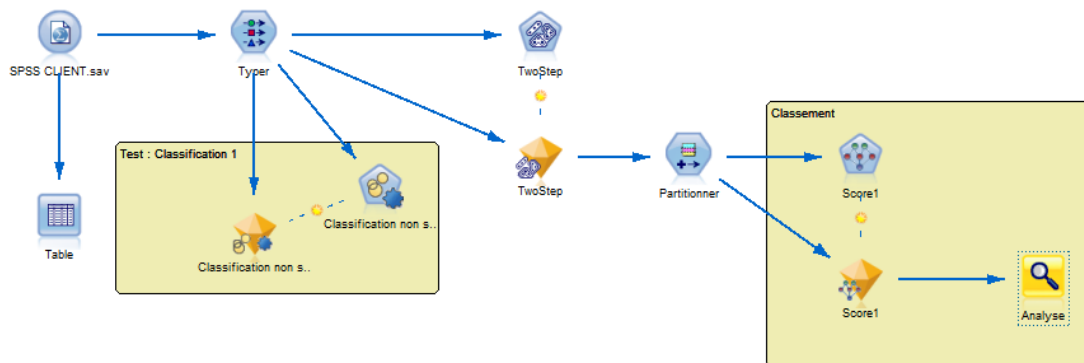 SPSS CLIENT.sav
Typer
TwoStep
Classement
Test : Classification 1
TwoStep
Partitionner
Score1
Classification non s..
Table
Classification non s..
Score1
Analyse